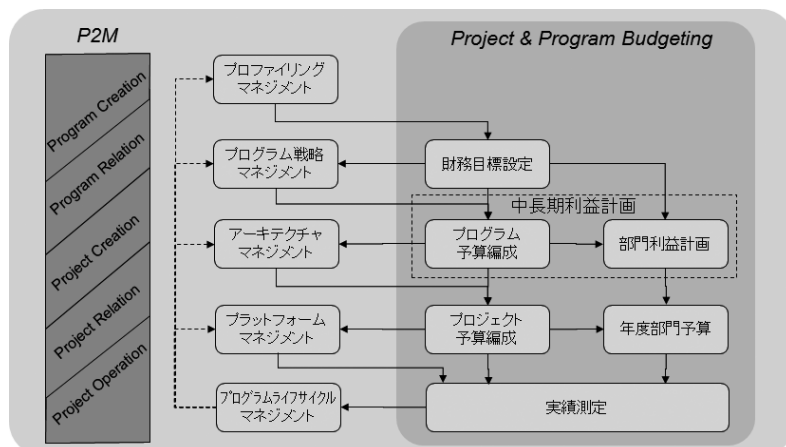 P2M
Project & Program Budgeting
Program Creation
Program Relation
Project Creation
Project Relation
Project Operation
プロファイリング
マネジメント
プログラム戦略
マネジメント
財務目標設定
中長期利益計画
アーキテクチャ
マネジメント
プログラム
予算編成
部門利益計画
プラットフォーム
マネジメント
プロジェクト
予算編成
年度部門予算
プログラムライフサイクル
マネジメント
実績測定